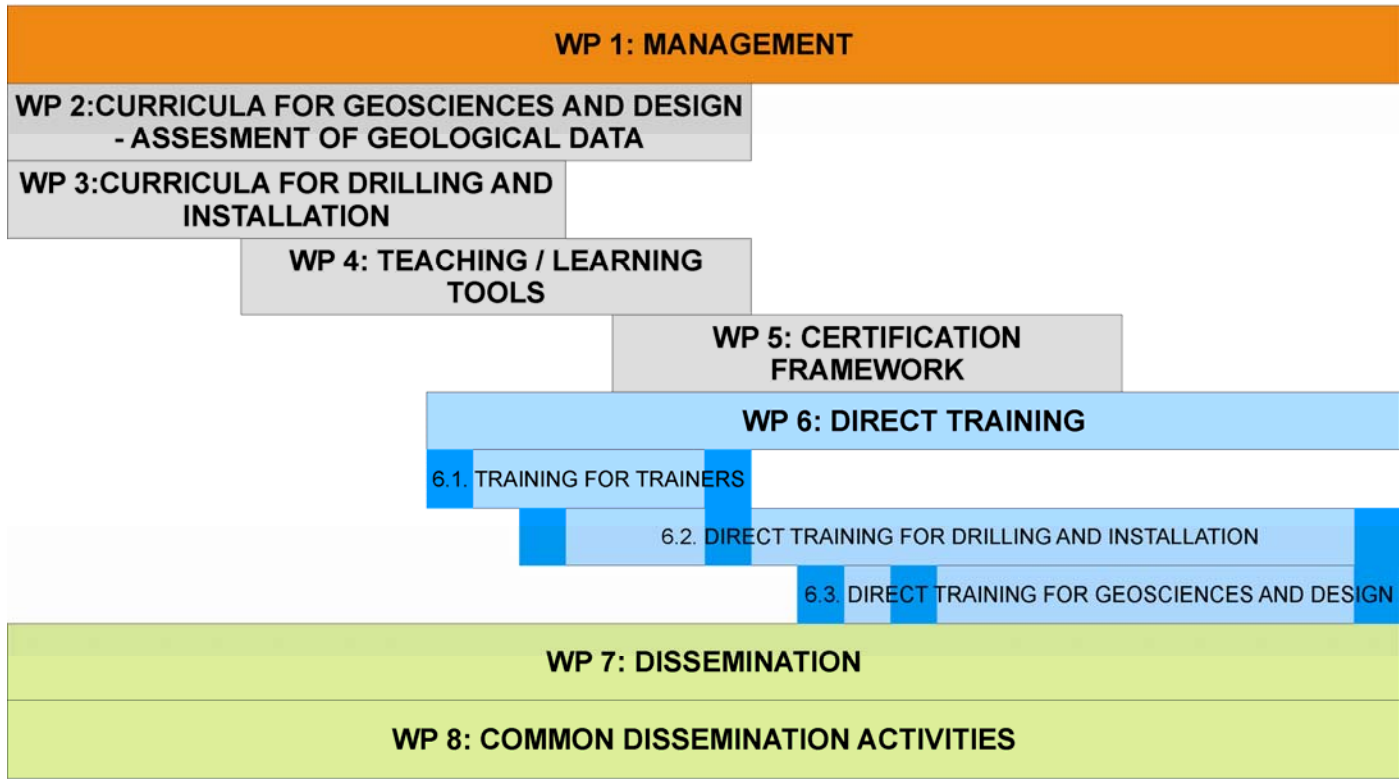 WP 1: MANAGEMENT
WP 2:CURRICULA FOR GEOSCIENCES AND DESIGN
- ASSESMENT OF GEOLOGICAL DATA
WP 3:CURRICULA FOR DRILLING AND
INSTALLATION
WP 4: TEACHING / LEARNING
TOOLS
WP 5: CERTIFICATION
FRAMEWORK
WP 6: DIRECT TRAINING
6.1. TRAINING FOR TRAINERS
6.2. DIRECT TRAINING FOR DRILLING AND INSTALLATION
6.3. DIRECT TRAINING FOR GEOSCIENCES AND DESIGN
WP 7: DISSEMINATION
WP 8: COMMON DISSEMINATION ACTIVITIES